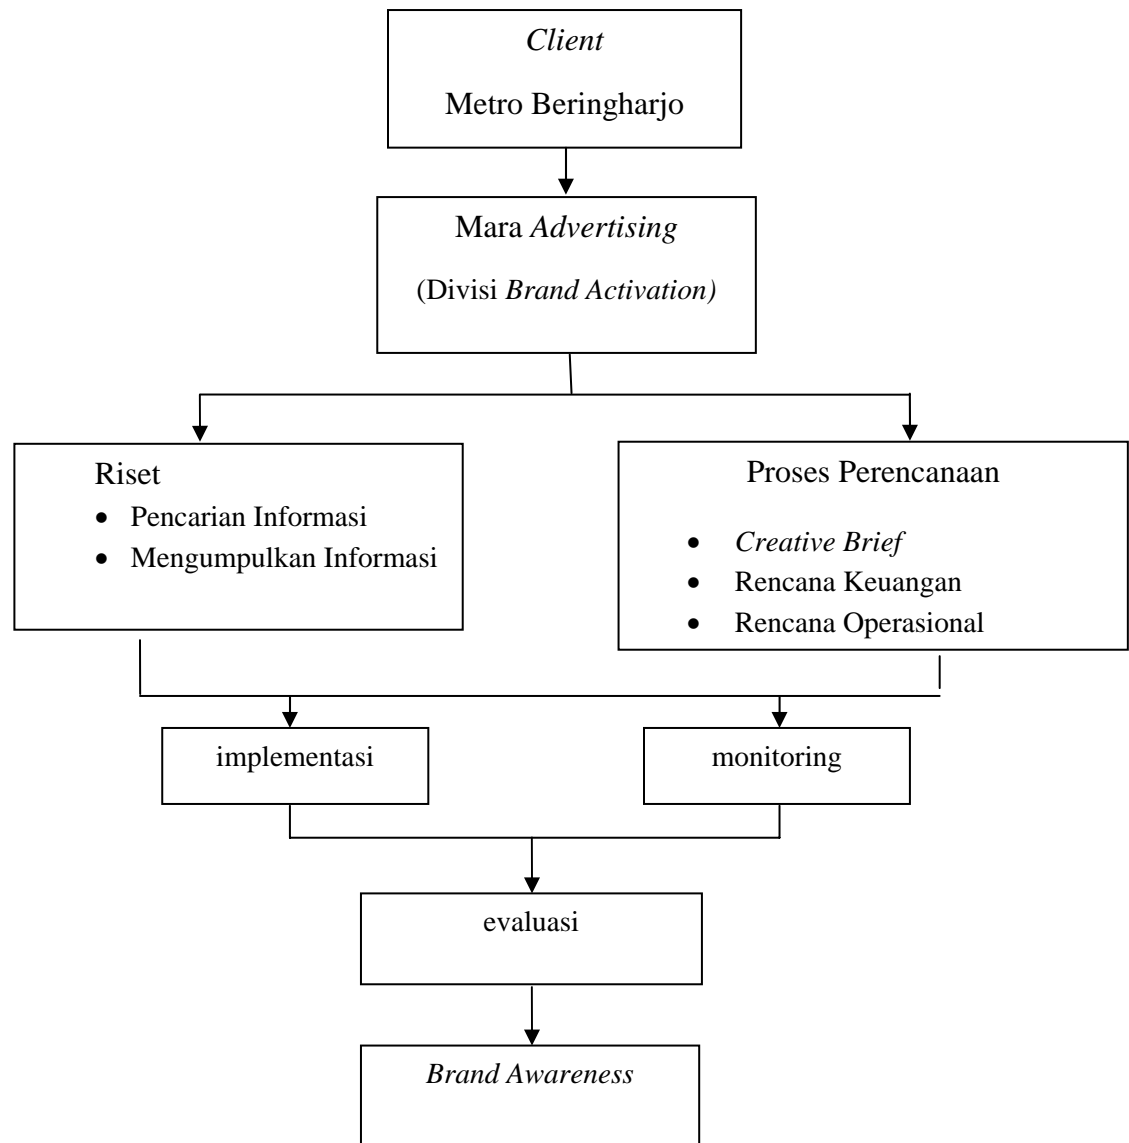 Client
Metro Beringharjo
Mara Advertising
(Divisi Brand Activation)
Riset
• Pencarian Informasi
• Mengumpulkan Informasi
Proses Perencanaan
• Creative Brief
• Rencana Keuangan
• Rencana Operasional
implementasi
monitoring
evaluasi
Brand Awareness